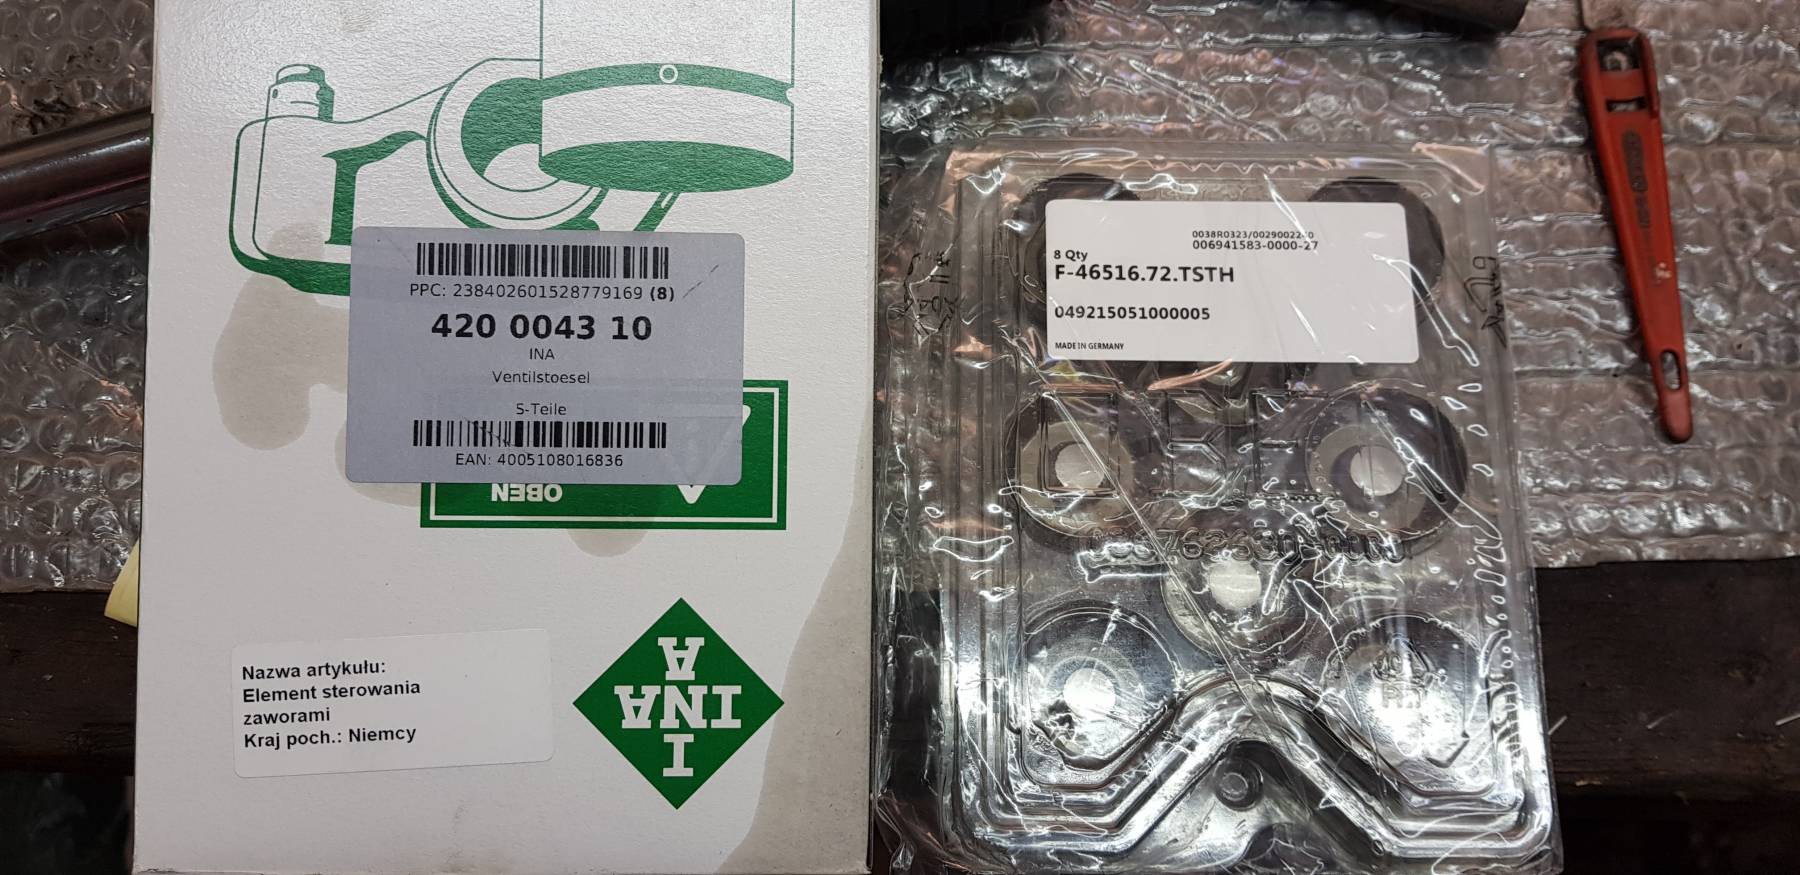 PPC: 238402601528779169 (8)
420 0043 10
INA
Ventilstoesel
S-Teile
EAN: 4005108016836
OBEN
Nazwa artykułu:
Element sterowania
zaworami
Kraj poch.: Niemcy
INA
INA
006941583-0000-27
8 Qty
F-46516.72.TSTH
049215051000005
MADE IN GERMANY